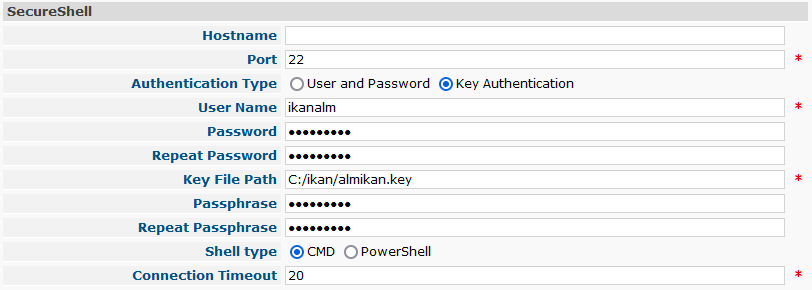 SecureShell
Hostname
Port 22 *
Authentication Type User and Password Key Authentication
User Name ikanalm *
Password •••••••••
Repeat Password •••••••••
Key File Path C:/ikan/almikan.key *
Passphrase •••••••••
Repeat Passphrase •••••••••
Shell type CMD PowerShell
Connection Timeout 20 *